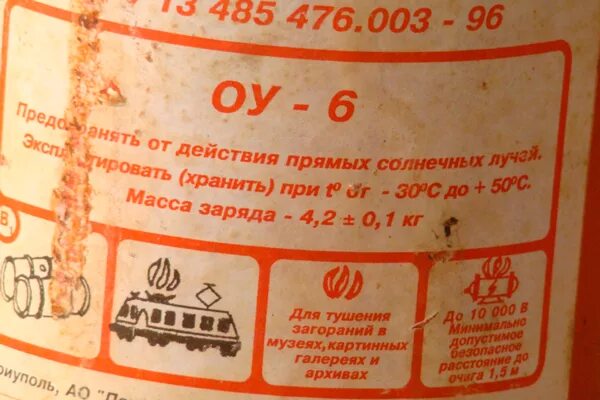 13 485 476.003 - 96
ОУ - 6
Предохранять от действия прямых солнечных лучей.
Эксплуатировать (хранить) при t° от - 30°С до + 50°С.
Масса заряда - 4,2 ± 0,1 кг
В
Для тушения
загораний в
музеях, картинных
галереях и
архивах
До 10 000 В
Минимально
допустимое
безопасное
расстояние до
очага 1,5 м
риуполь, АО